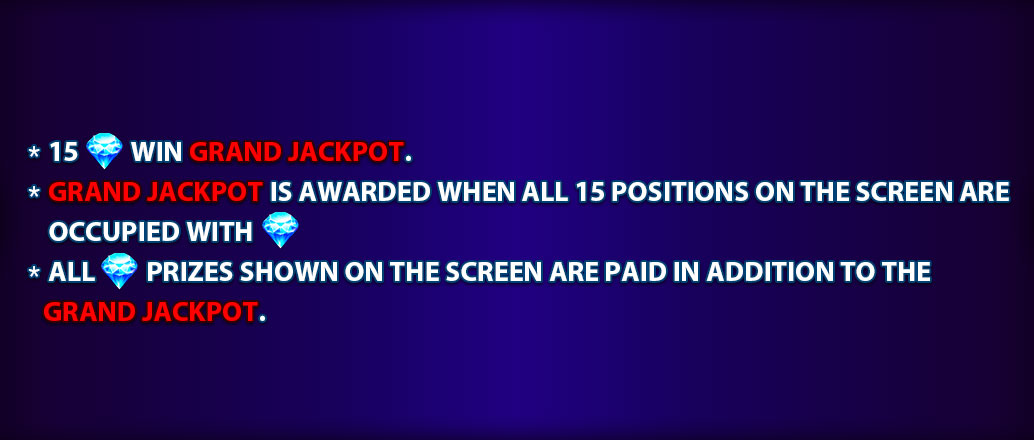 * 15 WIN GRAND JACKPOT.
* GRAND JACKPOT IS AWARDED WHEN ALL 15 POSITIONS ON THE SCREEN ARE
OCCUPIED WITH
* ALL PRIZES SHOWN ON THE SCREEN ARE PAID IN ADDITION TO THE
GRAND JACKPOT.